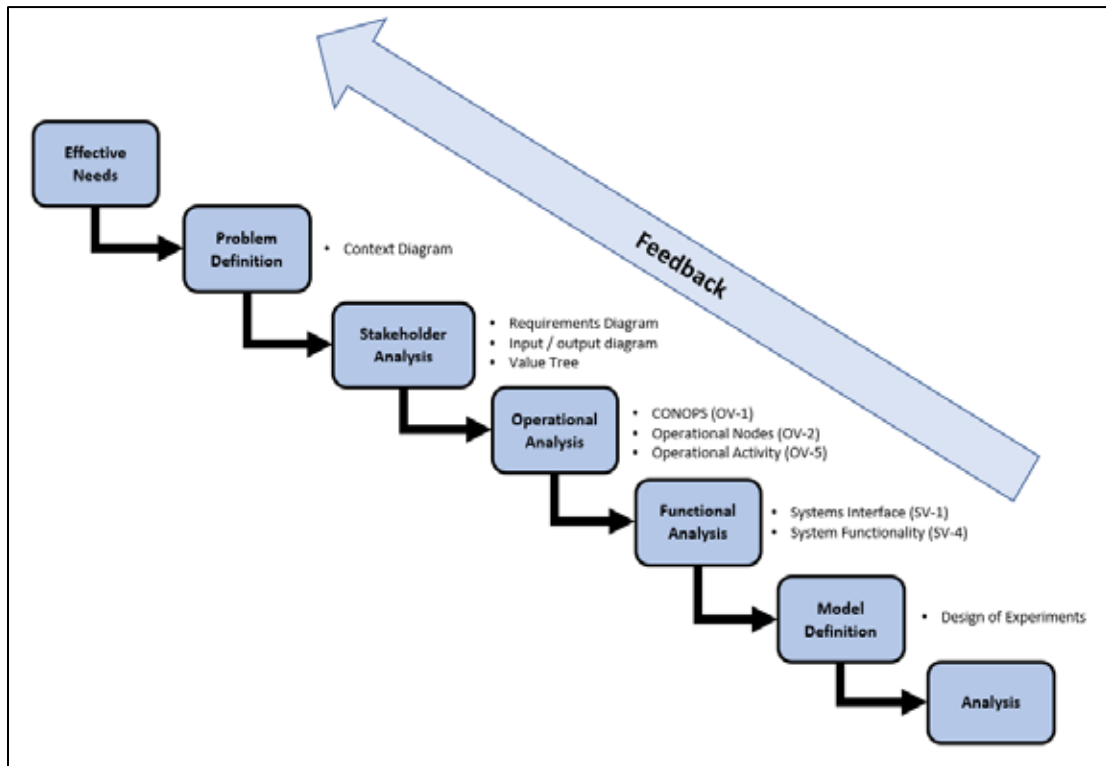 Effective
Needs
Problem
Definition
• Context Diagram
Stakeholder
Analysis
• Requirements Diagram
• Input / output diagram
• Value Tree
Operational
Analysis
• CONOPS (OV-1)
• Operational Nodes (OV-2)
• Operational Activity (OV-5)
Functional
Analysis
• Systems Interface (SV-1)
• System Functionality (SV-4)
Model
Definition
• Design of Experiments
Analysis
Feedback